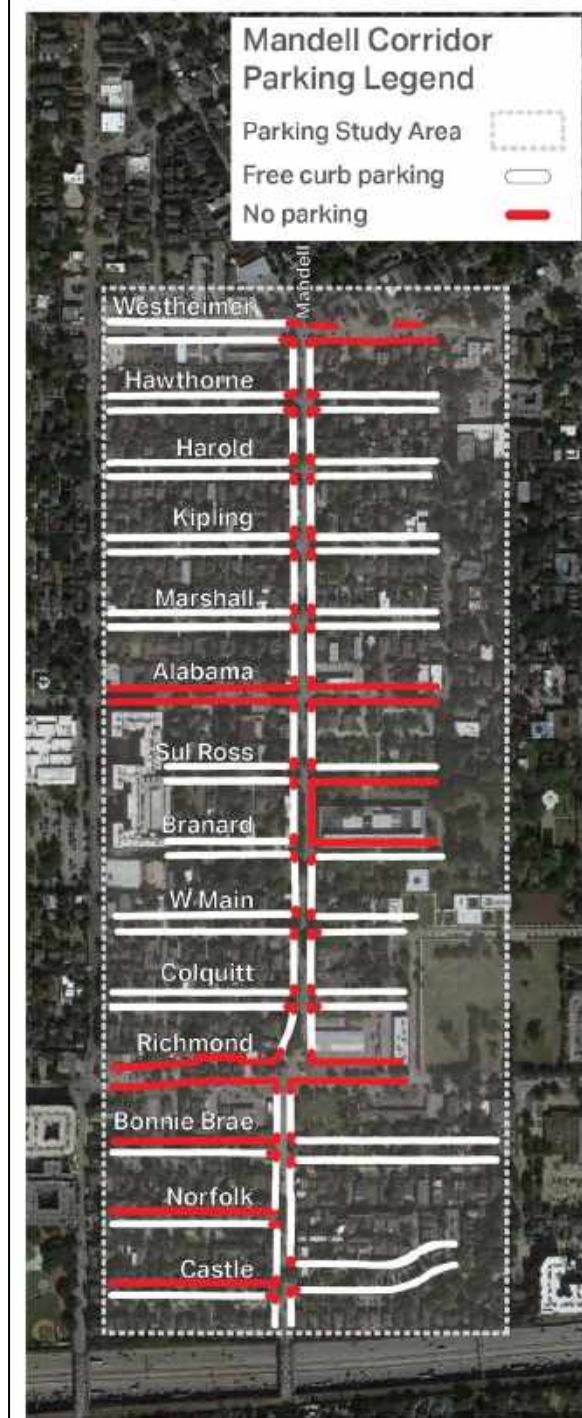 Mandell Corridor
Parking Legend
Parking Study Area
Free curb parking
No parking
Mandell
Westheimer
Hawthorne
Harold
Kipling
Marshall
Alabama
Sul Ross
Branard
W Main
Colquitt
Richmond
Bonnie Brae
Norfolk
Castle